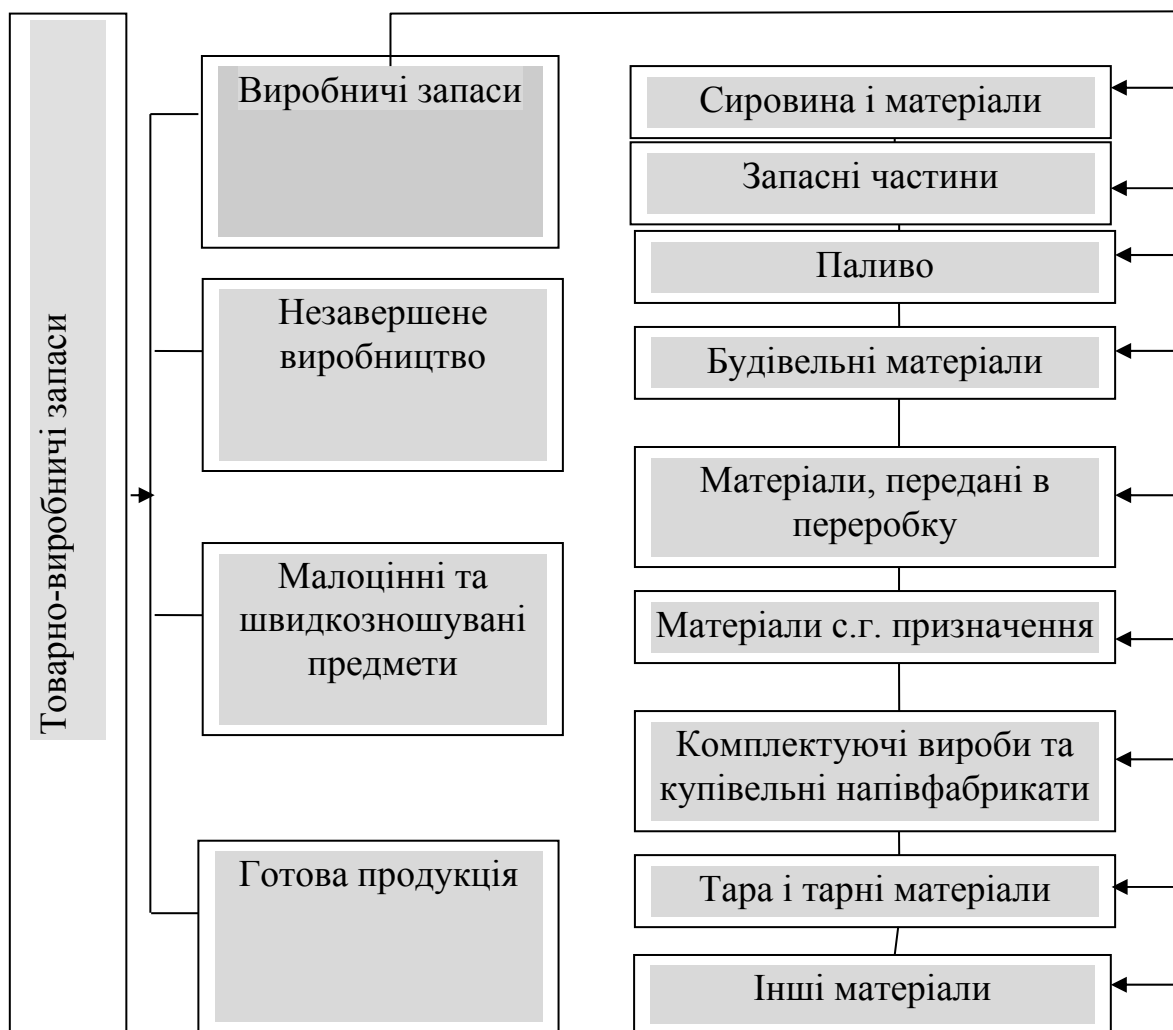 Товарно-виробничі запаси
Виробничі запаси
Незавершене
виробництво
Малоцінні та
швидкозношувані
предмети
Готова продукція
Сировина і матеріали
Запасні частини
Паливо
Будівельні матеріали
Матеріали, передані в
переробку
Матеріали с.г. призначення
Комплектуючі вироби та
купівельні напівфабрикати
Тара і тарні матеріали
Інші матеріали